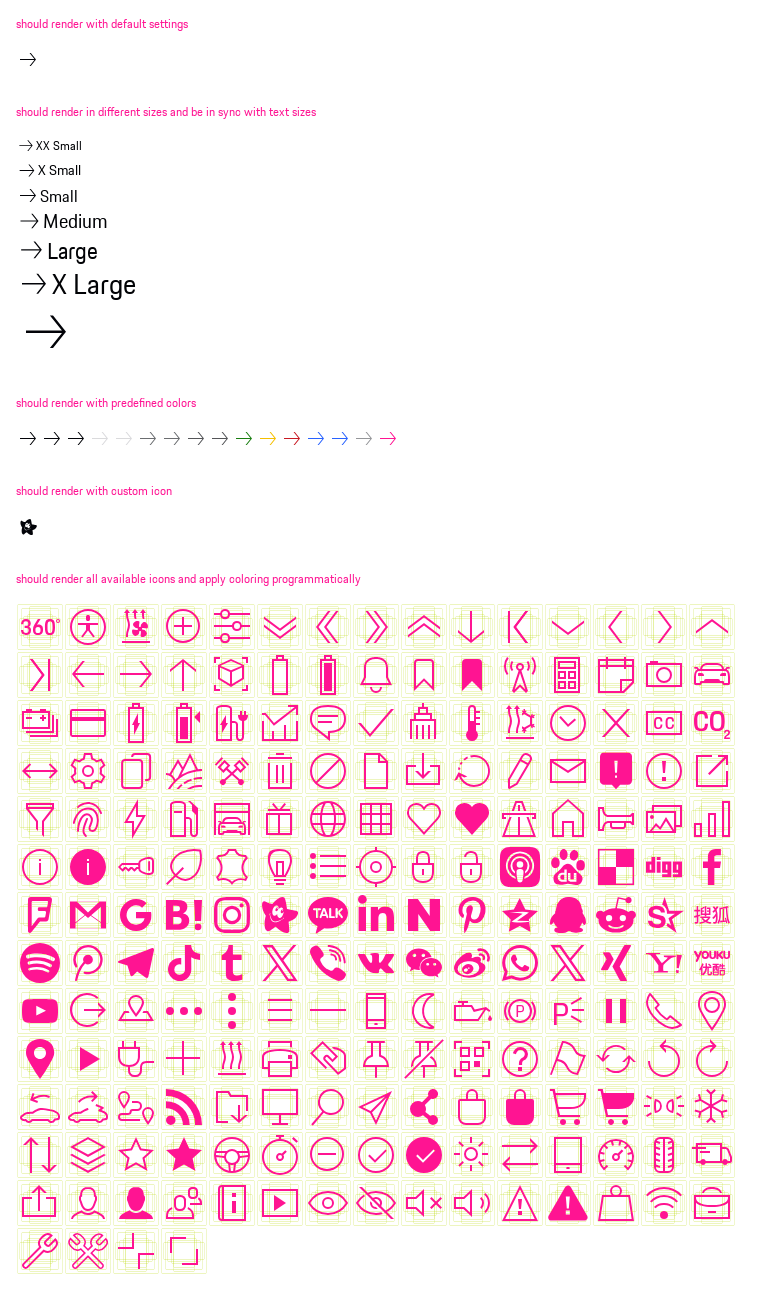 should render with default settings
should render in different sizes and be in sync with text sizes
XX Small
X Small
Small
Medium
Large
X Large
should render with predefined colors
should render with custom icon
should render all available icons and apply coloring programmatically
360°
CC
CO2
du
digg
f
M
G
B!
TALK
in
N
S
搜狐
t
X
X
Y!
YOUKU
优酷
P
P
?